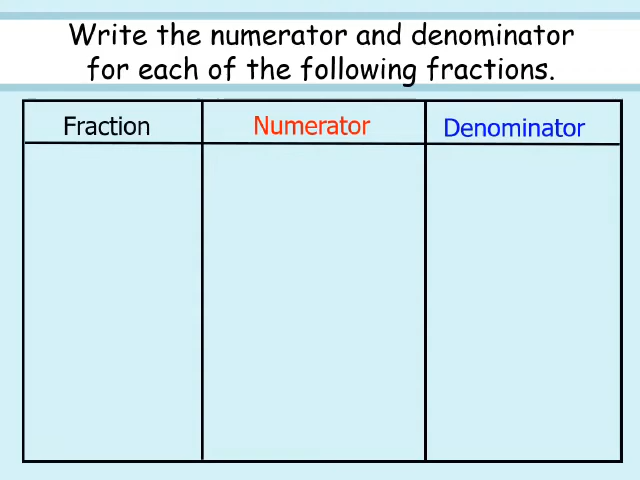 Write the numerator and denominator
for each of the following fractions.
Fraction
Numerator
Denominator